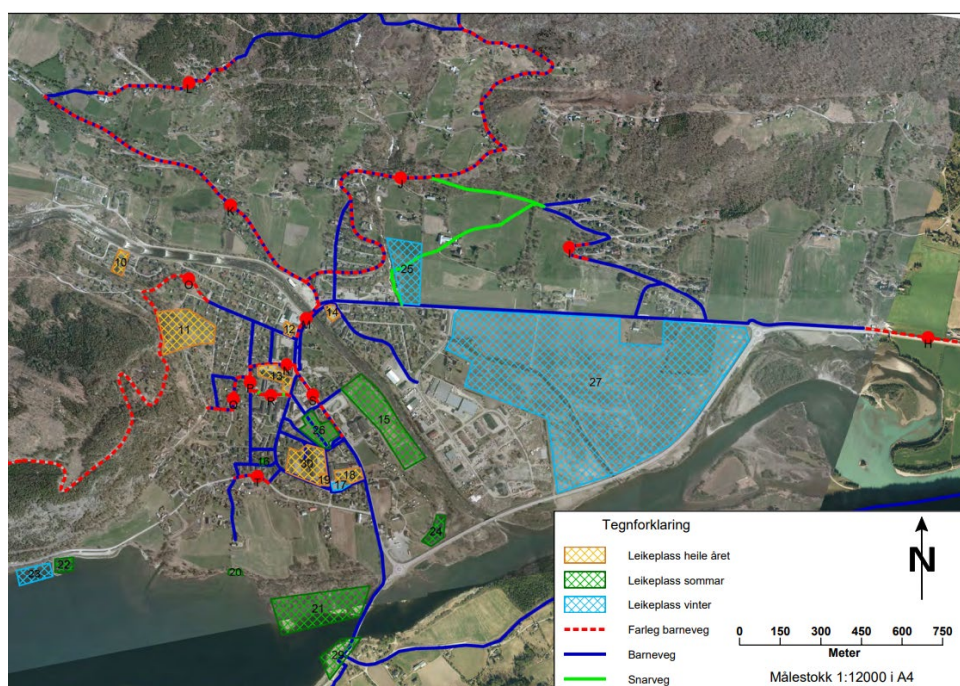 L
J
K
I
25
10
O
11
M
14
12
H
27
N
13
P
R
S
Q
15
26
T
18
19
17
24
23
22
20
21
Tegnforklaring
Leikeplass heile året
Leikeplass sommar
Leikeplass vinter
Farleg barneveg
Barneveg
Snarveg
N
0 150 300 450 600 750
Meter
Målestokk 1:12000 i A4